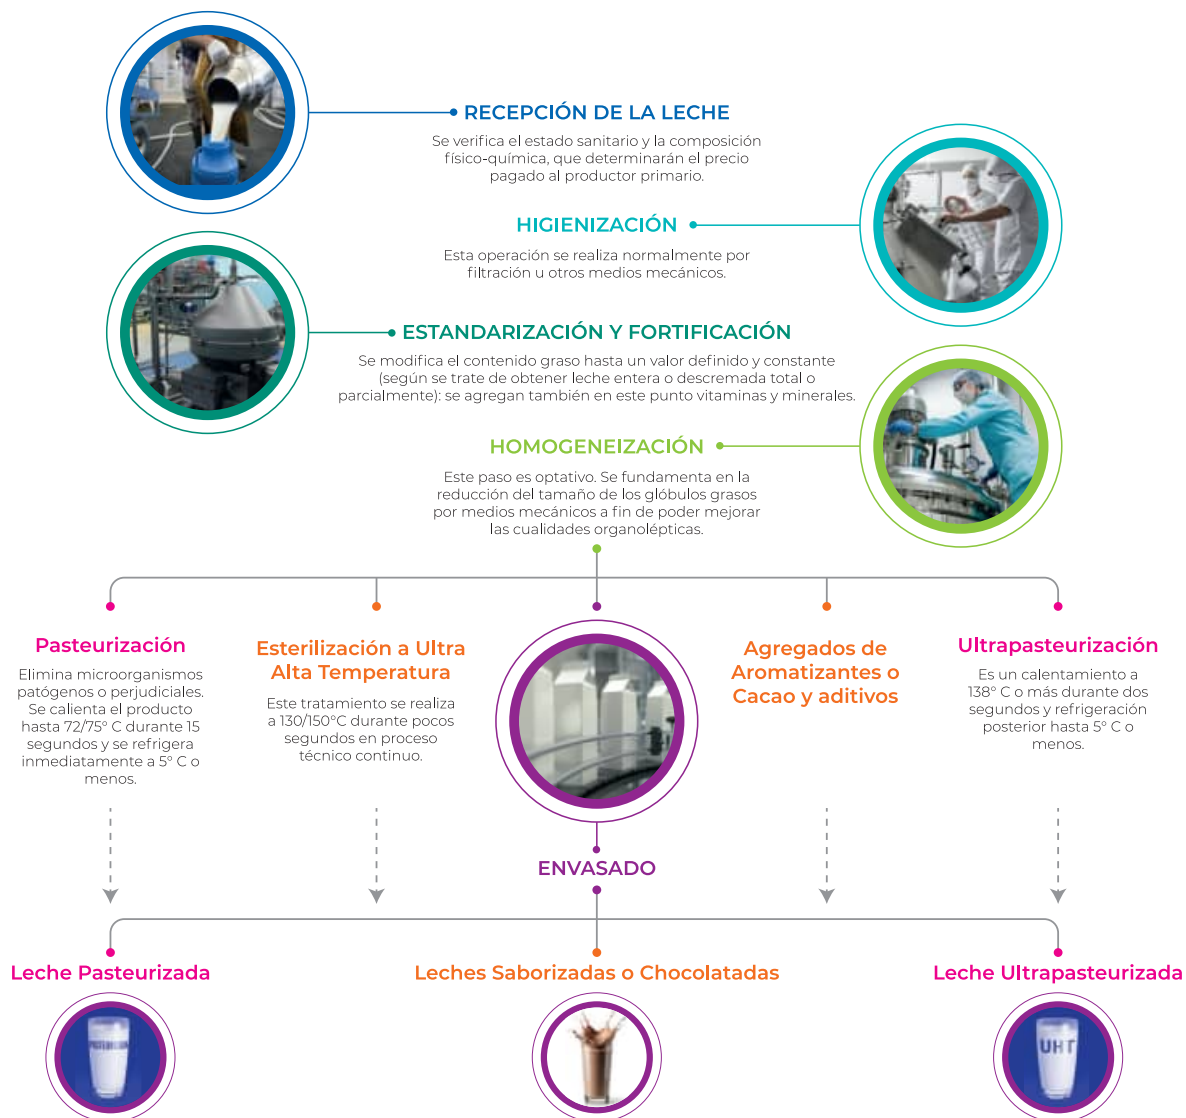 RECEPCIÓN DE LA LECHE
Se verifica el estado sanitario y la composición
físico-química, que determinarán el precio
pagado al productor primario.
HIGIENIZACIÓN
Esta operación se realiza normalmente por
filtración u otros medios mecánicos.
ESTANDARIZACIÓN Y FORTIFICACIÓN
Se modifica el contenido graso hasta un valor definido y constante
(según se trate de obtener leche entera o descremada total o
parcialmente): se agregan también en este punto vitaminas y minerales.
HOMOGENEIZACIÓN
Este paso es optativo. Se fundamenta en la
reducción del tamaño de los glóbulos grasos
por medios mecánicos a fin de poder mejorar
las cualidades organolépticas.
Pasteurización
Elimina microorganismos
patógenos o perjudiciales.
Se calienta el producto
hasta 72/75° C durante 15
segundos y se refrigera
inmediatamente a 5° C o
menos.
Esterilización a Ultra
Alta Temperatura
Este tratamiento se realiza
a 130/150°C durante pocos
segundos en proceso
técnico continuo.
Agregados de
Aromatizantes o
Cacao y aditivos
Ultrapasteurización
Es un calentamiento a
138° C o más durante dos
segundos y refrigeración
posterior hasta 5° C o
menos.
ENVASADO
Leche Pasteurizada
Leches Saborizadas o Chocolatadas
Leche Ultrapasteurizada
UHT